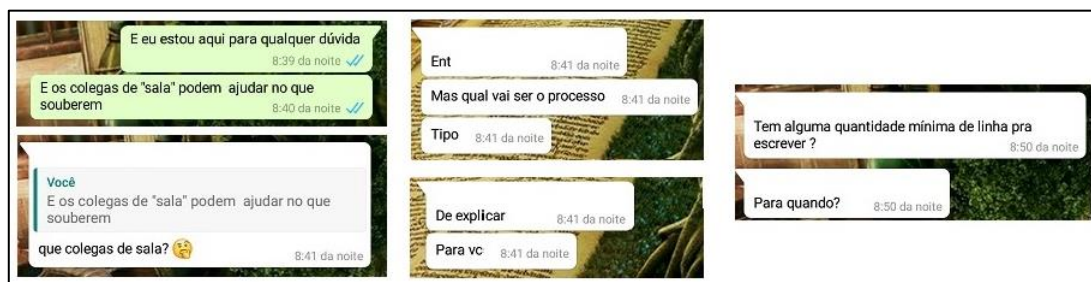 E eu estou aqui para qualquer dúvida
8:39 da noite
E os colegas de "sala" podem ajudar no que
souberem
8:40 da noite
Você
E os colegas de "sala" podem ajudar no que
souberem
que colegas de sala? 🤔
8:41 da noite
Ent 8:41 da noite
Mas qual vai ser o processo 8:41 da noite
Tipo 8:41 da noite
De explicar 8:41 da noite
Para vc 8:41 da noite
Tem alguma quantidade mínima de linha pra
escrever ?
8:50 da noite
Para quando? 8:50 da noite